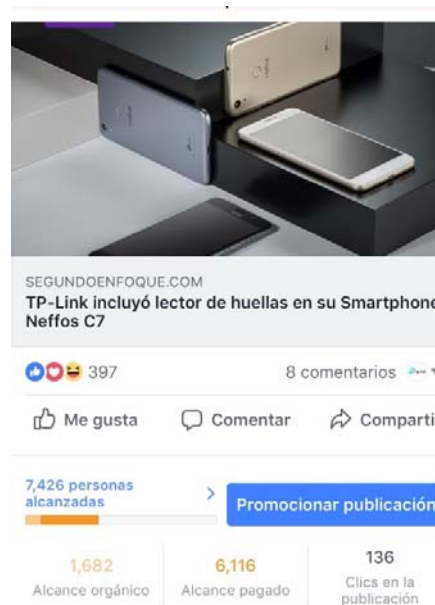 SEGUNDOENFOQUE.COM
TP-Link incluyó lector de huellas en su Smartphone
Neffos C7
397
8 comentarios
Me gusta
Comentar
Comparti
7,426 personas
alcanzadas
Promocionar publicación
1,682
6,116
136
Alcance orgánico
Alcance pagado
Clics en la
publicación